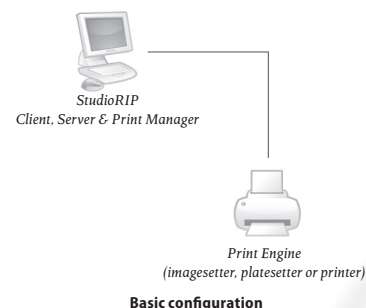 StudioRIP
Client, Server & Print Manager
Print Engine
(imagesetter, platesetter or printer)
Basic configuration